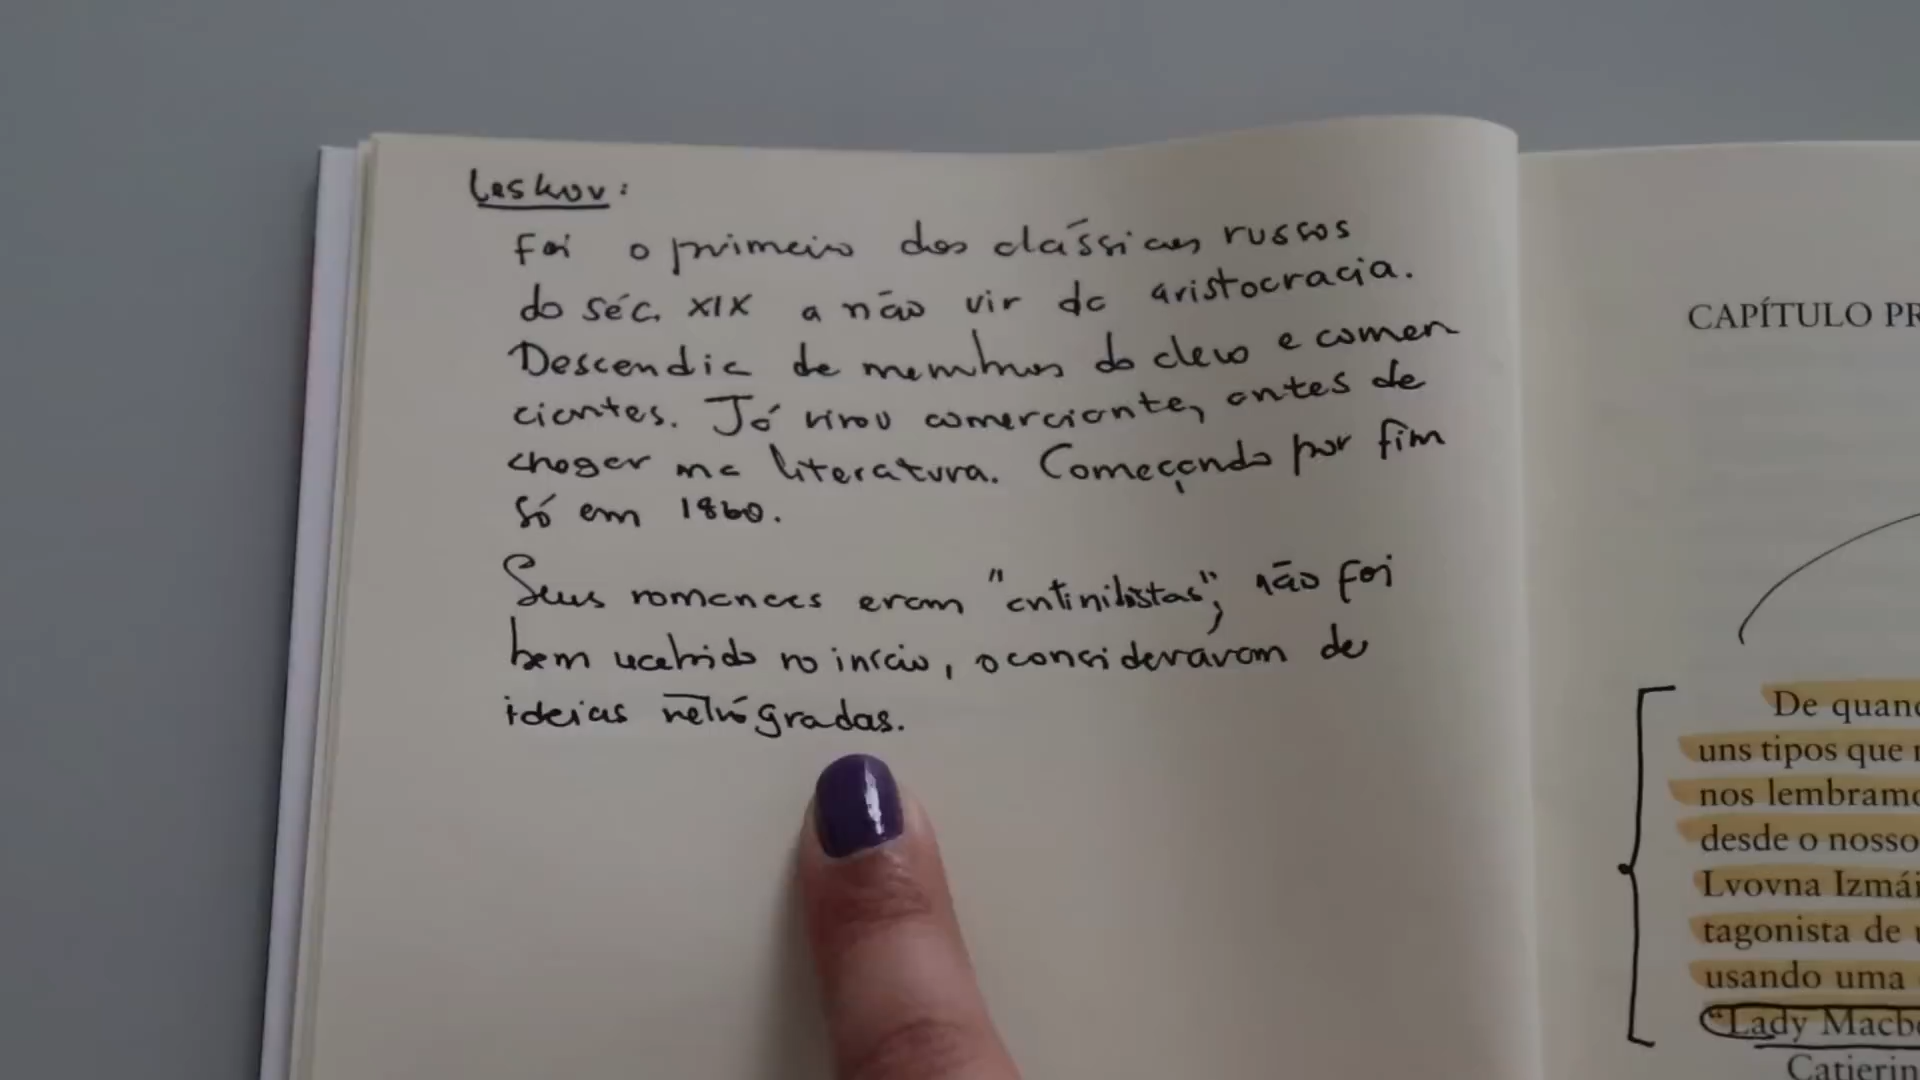 Leskov:
Foi o primeiro dos clássicos russos
do séc. XIX a não vir da aristocracia.
Descendia de membros do clero e comer
ciantes. Já virou comerciante, antes de
chegar na literatura. Começando por fim
só em 1860.
Seus romances eram "antiniilistas", não foi
bem recebido no início, o consideravam de
ideias retrógradas.
CAPÍTULO PR
De quand
uns tipos que
nos lembramo
desde o nosso
Lvovna Izmái
tagonista de
usando uma
"Lady Macbe
Catierin